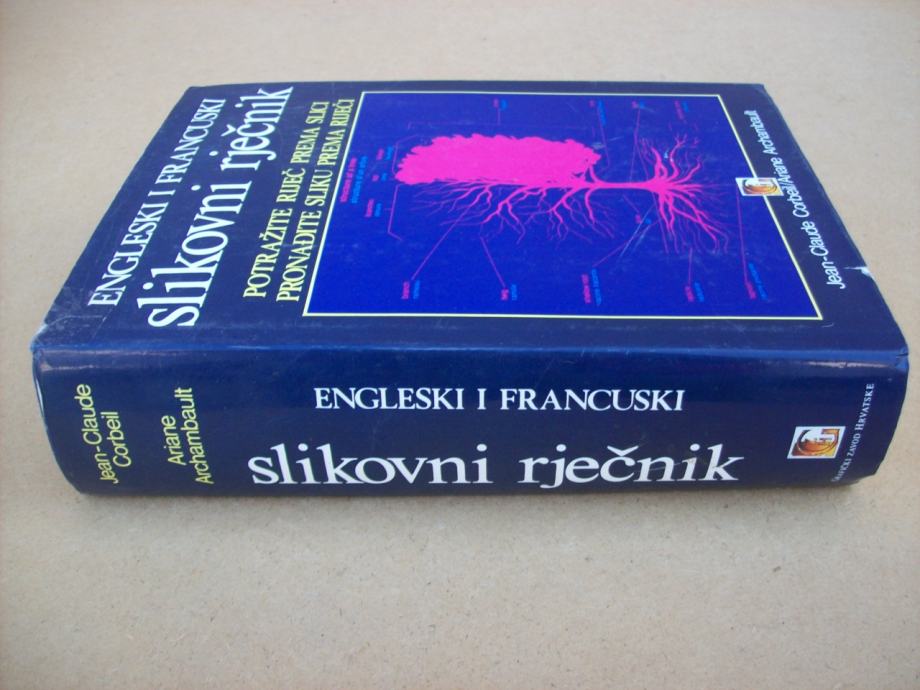 ENGLESKI I FRANCUSKI
slikovni rječnik
POTRAŽITE RIJEČ PREMA SLICI
PRONAĐITE SLIKU PREMA RIJEČI
Jean-Claude Corbeil/Ariane Archambault
Jean-Claude
Corbeil
Ariane
Archambault
ENGLESKI I FRANCUSKI
slikovni rječnik
GRAFIČKI ZAVOD HRVATSKE